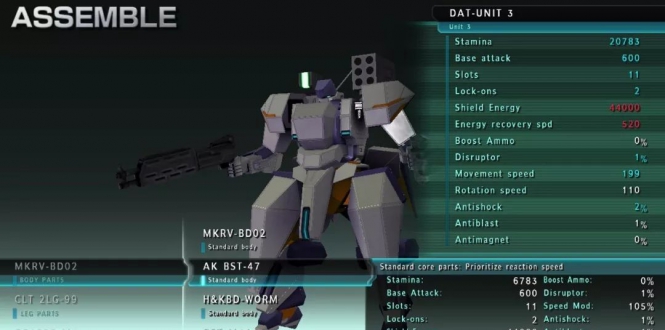 ASSEMBLE
DAT-UNIT 3
Unit 3
Stamina 20783
Base attack 600
Slots 11
Lock-ons 2
Shield Energy 44000
Energy recovery spd 520
Boost Ammo 0%
Disruptor 1%
Movement speed 199
Rotation speed 110
Antishock 2%
Antiblast 1%
Antimagnet 0%
MKRV-BD02
Standard body
MKRV-BD02
BODY PARTS
AK BST-47
Standard body
CLT 2LG-99
LEG PARTS
H&KBD-WORM
Standard body
Standard core parts: Prioritize reaction speed
Stamina: 6783 Boost Ammo: 0%
Base Attack: 600 Disruptor: 1%
Slots: 11 Speed Mod: 105%
Lock-ons: 2 Antishock: 1%